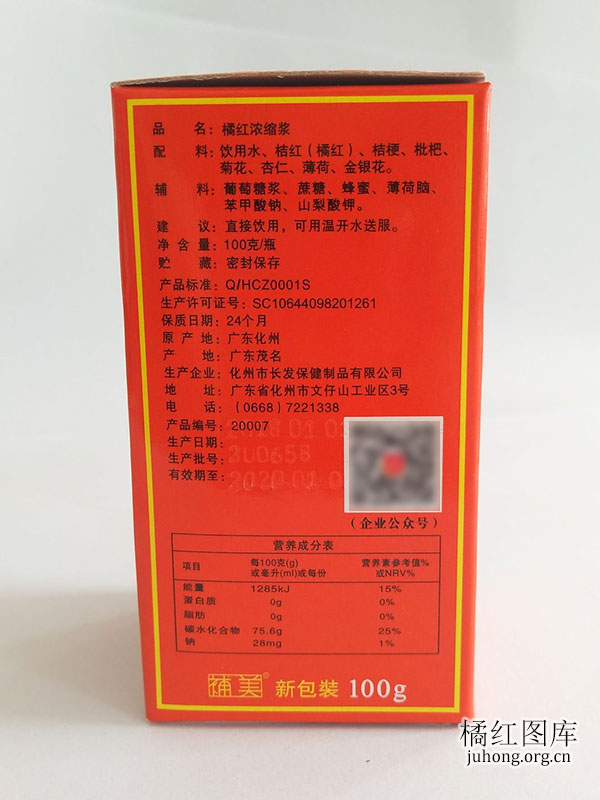 品 名：橘红浓缩浆
配 料：饮用水、桔红（橘红）、桔梗、枇杷、
菊花、杏仁、薄荷、金银花。
辅 料：葡萄糖浆、蔗糖、蜂蜜、薄荷脑、
苯甲酸钠、山梨酸钾。
建 议：直接饮用，可用温开水送服。
净 含 量：100克/瓶
贮 藏：密封保存
产品标准：Q/HCZ0001S
生产许可证号：SC10644098201261
保质日期：24个月
原 产 地：广东化州
产 地：广东茂名
生产企业：化州市长发保健制品有限公司
地 址：广东省化州市文仔山工业区3号
电 话：(0668)7221338
产品编号：20007
生产日期：
生产批号：
有效期至：
（企业公众号）
营养成分表
项目 每100克(g)或毫升(ml)或每份 营养素参考值%或NRV%
能量 1285kJ 15%
蛋白质 0g 0%
脂肪 0g 0%
碳水化合物 75.6g 25%
钠 28mg 1%
补美® 新包装 100g
橘红图库
juhong.org.cn